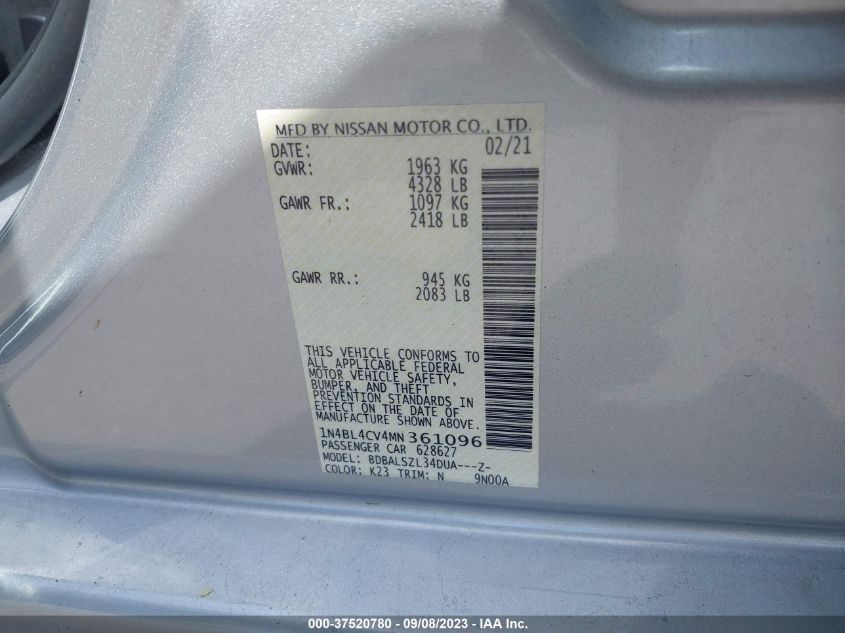 MFD BY NISSAN MOTOR CO., LTD.
DATE: 02/21
GVWR: 1963 KG
4328 LB
GAWR FR.: 1097 KG
2418 LB
GAWR RR.: 945 KG
2083 LB
THIS VEHICLE CONFORMS TO
ALL APPLICABLE FEDERAL
MOTOR VEHICLE SAFETY,
BUMPER, AND THEFT
PREVENTION STANDARDS IN
EFFECT ON THE DATE OF
MANUFACTURE SHOWN ABOVE.
1N4BL4CV4MN361096
PASSENGER CAR 628627
MODEL: BDBALSZL34DUA---Z-
COLOR: K23 TRIM: N 9N00A
000-37520780 - 09/08/2023 - IAA Inc.